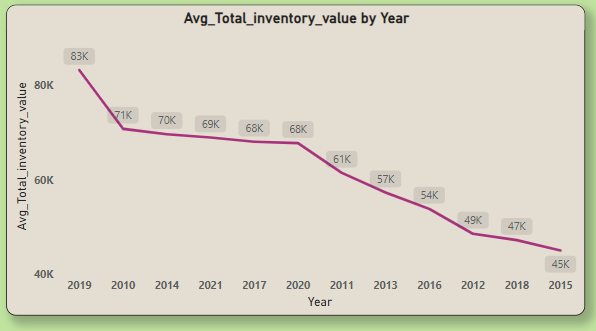 Avg_Total_inventory_value by Year
Avg_Total_inventory_value
80K
60K
40K
83K
71K
70K
69K
68K
68K
61K
57K
54K
49K
47K
45K
2019 2010 2014 2021 2017 2020 2011 2013 2016 2012 2018 2015
Year